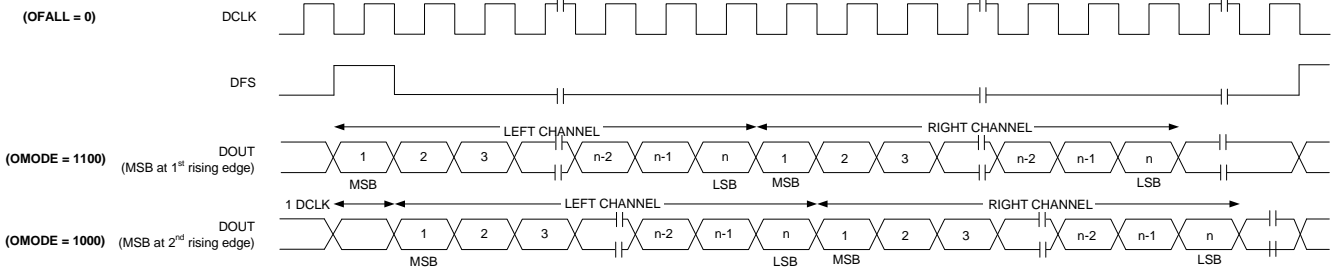 (OFALL = 0) DCLK
DFS
LEFT CHANNEL RIGHT CHANNEL
(OMODE = 1100) DOUT
(MSB at 1st rising edge)
1 2 3 n-2 n-1 n 1 2 3 n-2 n-1 n
MSB LSB MSB LSB
1 DCLK LEFT CHANNEL RIGHT CHANNEL
(OMODE = 1000) DOUT
(MSB at 2nd rising edge)
1 2 3 n-2 n-1 n 1 2 3 n-2 n-1 n
MSB LSB MSB LSB